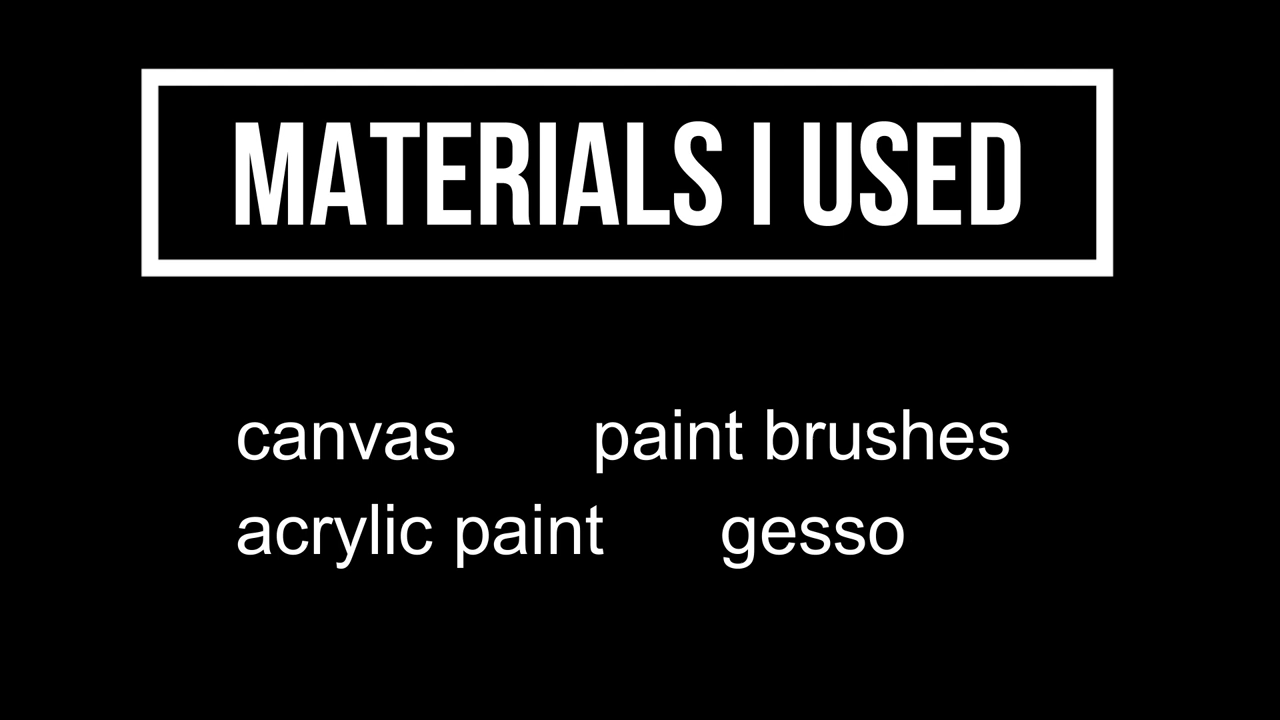 MATERIALS I USED
canvas paint brushes
acrylic paint gesso